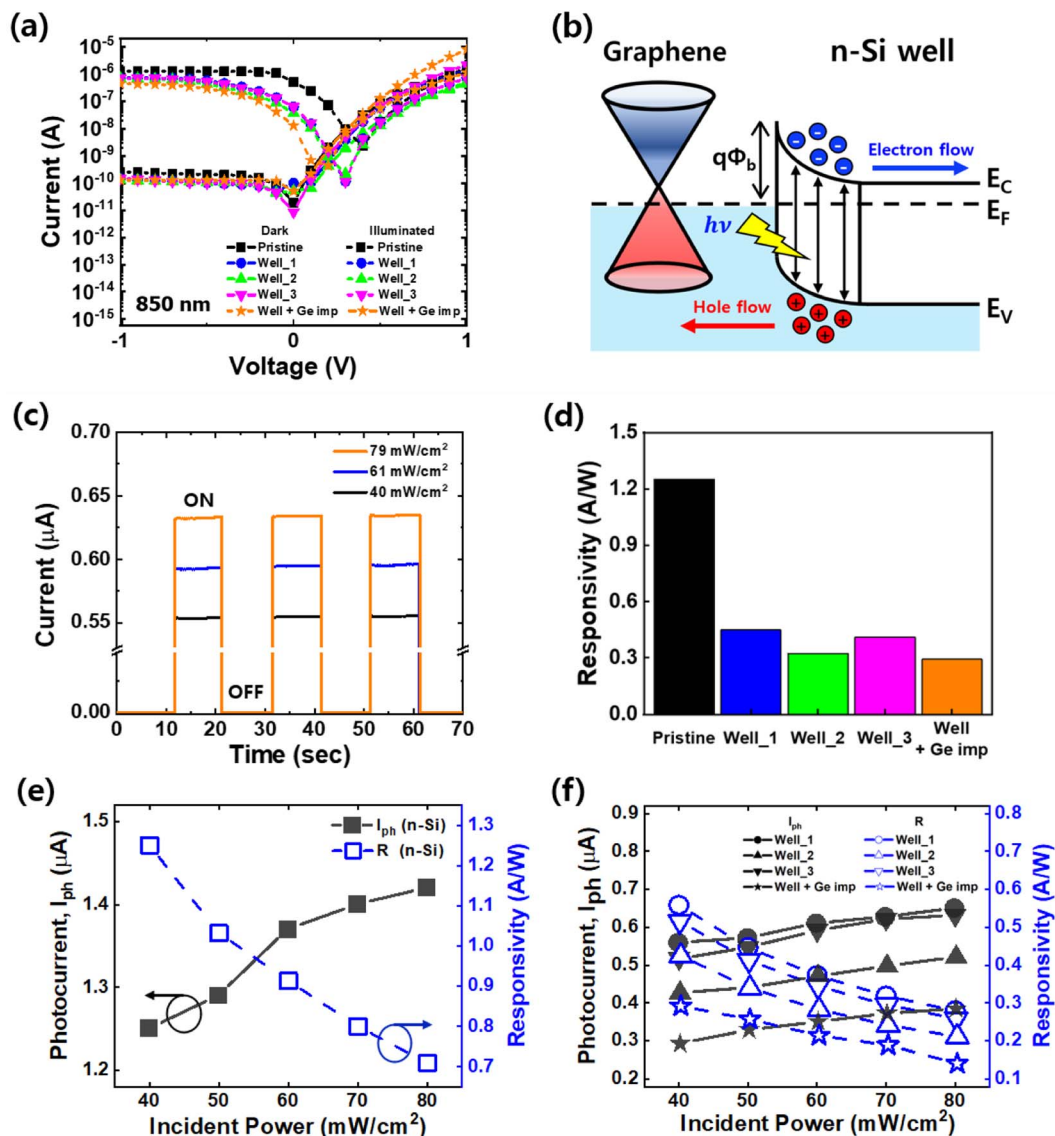 (a)
10⁻⁵
10⁻⁶
10⁻⁷
10⁻⁸
10⁻⁹
10⁻¹⁰
10⁻¹¹
10⁻¹²
10⁻¹³
10⁻¹⁴
10⁻¹⁵
Current (A)
Dark Illuminated
Pristine Pristine
Well_1 Well_1
Well_2 Well_2
Well_3 Well_3
Well + Ge imp Well + Ge imp
850 nm
-1 0 1
Voltage (V)
(b)
Graphene
n-Si well
qΦb
Electron flow
EC
EF
hν
Hole flow
EV
(c)
0.70
0.65
0.60
0.55
0.00
Current (μA)
79 mW/cm²
61 mW/cm²
40 mW/cm²
ON
OFF
0 10 20 30 40 50 60 70
Time (sec)
(d)
1.5
1.2
0.9
0.6
0.3
0.0
Responsivity (A/W)
Pristine Well_1 Well_2 Well_3 Well
+ Ge imp
(e)
1.5
1.4
1.3
1.2
Photocurrent, Iph (μA)
Iph (n-Si)
R (n-Si)
1.3
1.2
1.0
0.9
0.8
0.7
Responsivity (A/W)
40 50 60 70 80
Incident Power (mW/cm²)
(f)
0.9
0.8
0.7
0.6
0.5
0.4
0.3
0.2
Photocurrent, Iph (μA)
Iph R
Well_1 Well_1
Well_2 Well_2
Well_3 Well_3
Well + Ge imp Well + Ge imp
0.8
0.7
0.6
0.5
0.4
0.3
0.2
0.1
0.0
Responsivity (A/W)
40 50 60 70 80
Incident Power (mW/cm²)